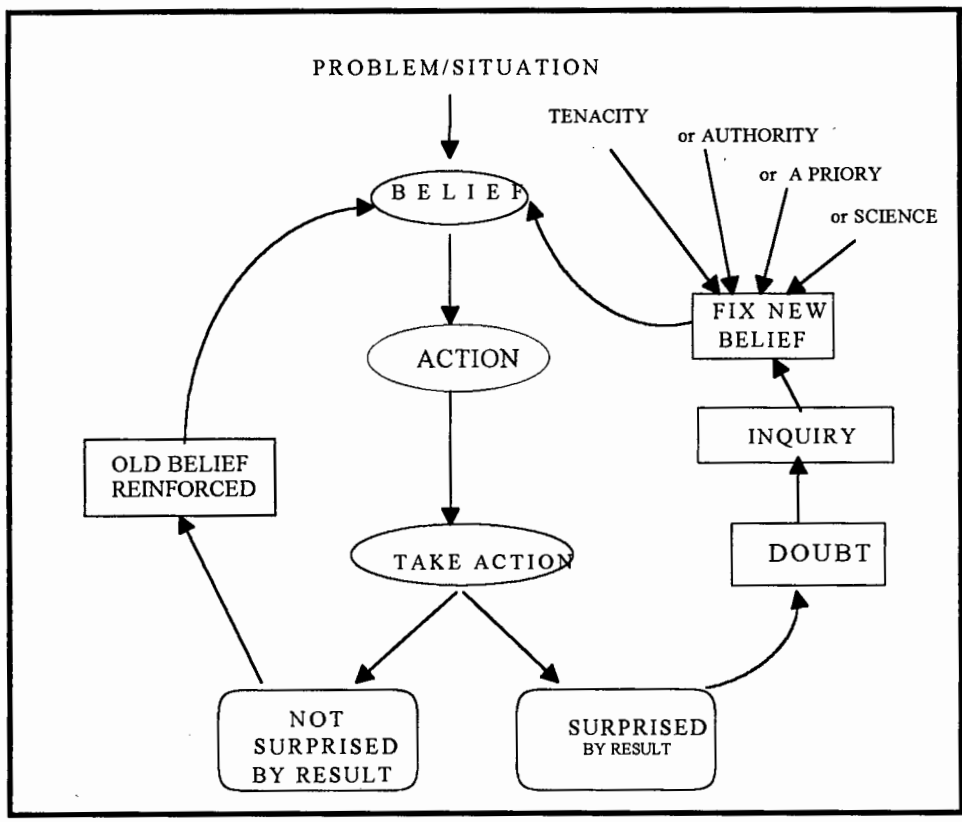 PROBLEM/SITUATION
TENACITY
or AUTHORITY
or A PRIORY
or SCIENCE
BELIEF
FIX NEW
BELIEF
ACTION
INQUIRY
OLD BELIEF
REINFORCED
DOUBT
TAKE ACTION
NOT
SURPRISED
BY RESULT
SURPRISED
BY RESULT